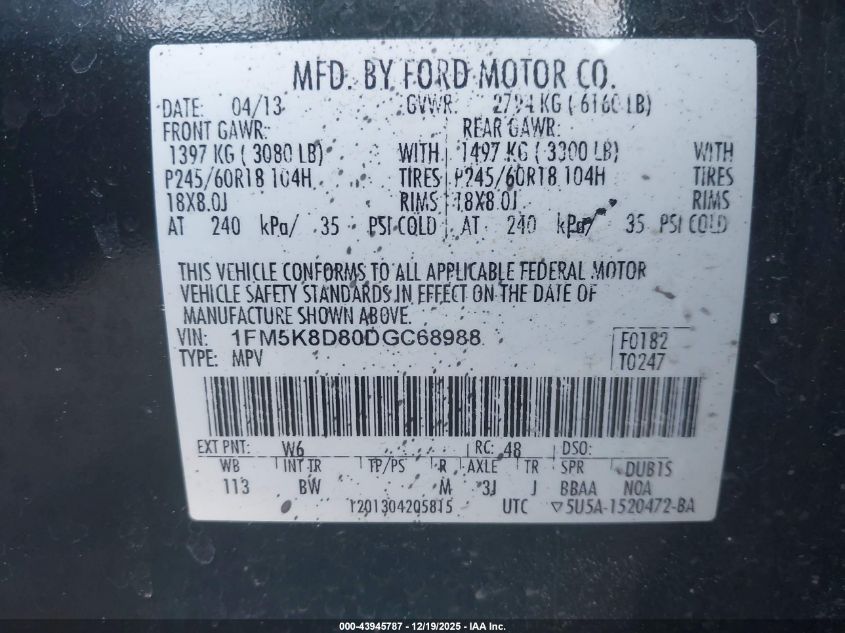 MFD. BY FORD MOTOR CO.
DATE: 04/13 GVWR: 2794 KG ( 6160 LB)
FRONT GAWR: REAR GAWR:
1397 KG ( 3080 LB) WITH 1497 KG ( 3300 LB) WITH
P245/60R18 104H TIRES P245/60R18 104H TIRES
18X8.0J RIMS 18X8.0J RIMS
AT 240 kPa/ 35 PSI COLD AT 240 kPa/ 35 PSI COLD
THIS VEHICLE CONFORMS TO ALL APPLICABLE FEDERAL MOTOR
VEHICLE SAFETY STANDARDS IN EFFECT ON THE DATE OF
MANUFACTURE SHOWN ABOVE.
VIN: 1FM5K8D80DGC68988 F0182
TYPE: MPV T0247
EXT PNT: W6 RC: 48 DSO:
WB INT TR TP/PS R AXLE TR SPR DUB1S
113 BW M 3J J BBAA NOA
T201304205815 UTC ▽5U5A-1520472-BA
000-43945787 - 12/19/2025 - IAA Inc.